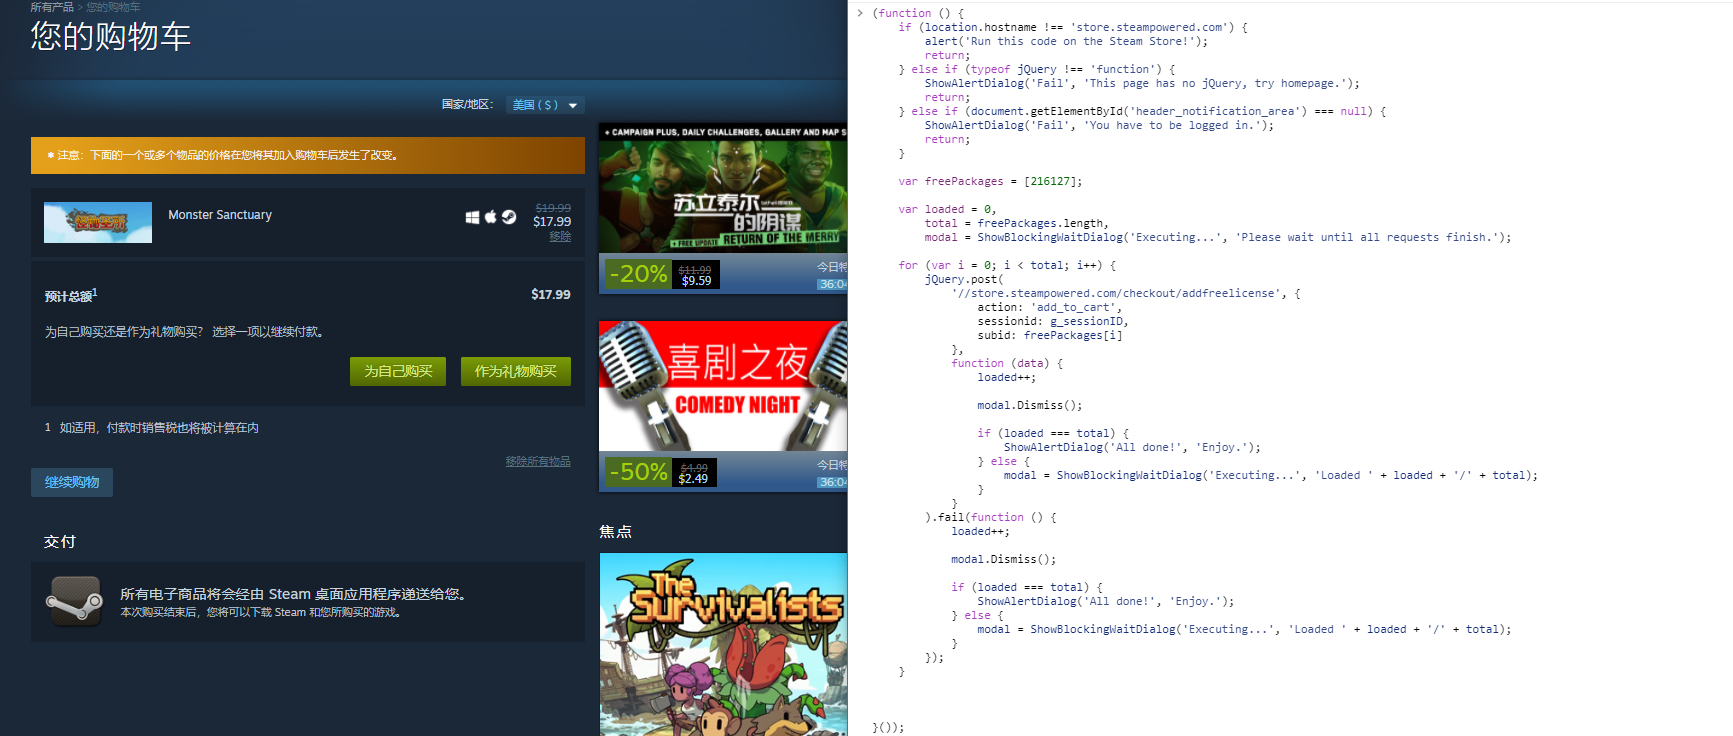 所有产品 > 您的购物车
您的购物车
国家/地区： 美国 ( $ )
* 注意：下面的一个或多个物品的价格在您将其加入购物车后发生了改变。
Monster Sanctuary
$19.99
$17.99
移除
预计总额1
$17.99
为自己购买还是作为礼物购买？ 选择一项以继续付款。
为自己购买
作为礼物购买
1 如适用，付款时销售税也将被计算在内
移除所有物品
继续购物
交付
所有电子商品将会经由 Steam 桌面应用程序递送给您。
本次购买结束后，您将可以下载 Steam 和您所购买的游戏。
+ CAMPAIGN PLUS, DAILY CHALLENGES, GALLERY AND MAP S
苏立泰尔
的阴谋
+ FREE UPDATE RETURN OF THE MERRY
-20%
$11.99
$9.59
今日特
36:04
喜剧之夜
COMEDY NIGHT
-50%
$4.99
$2.49
今日特
36:04
焦点
The
Survivalists
> (function () {
if (location.hostname !== 'store.steampowered.com') {
alert('Run this code on the Steam Store!');
return;
} else if (typeof jQuery !== 'function') {
ShowAlertDialog('Fail', 'This page has no jQuery, try homepage.');
return;
} else if (document.getElementById('header_notification_area') === null) {
ShowAlertDialog('Fail', 'You have to be logged in.');
return;
}
var freePackages = [216127];
var loaded = 0,
total = freePackages.length,
modal = ShowBlockingWaitDialog('Executing...', 'Please wait until all requests finish.');
for (var i = 0; i < total; i++) {
jQuery.post(
'//store.steampowered.com/checkout/addfreelicense', {
action: 'add_to_cart',
sessionid: g_sessionID,
subid: freePackages[i]
},
function (data) {
loaded++;
modal.Dismiss();
if (loaded === total) {
ShowAlertDialog('All done!', 'Enjoy.');
} else {
modal = ShowBlockingWaitDialog('Executing...', 'Loaded ' + loaded + '/' + total);
}
}
).fail(function () {
loaded++;
modal.Dismiss();
if (loaded === total) {
ShowAlertDialog('All done!', 'Enjoy.');
} else {
modal = ShowBlockingWaitDialog('Executing...', 'Loaded ' + loaded + '/' + total);
}
});
}
}());